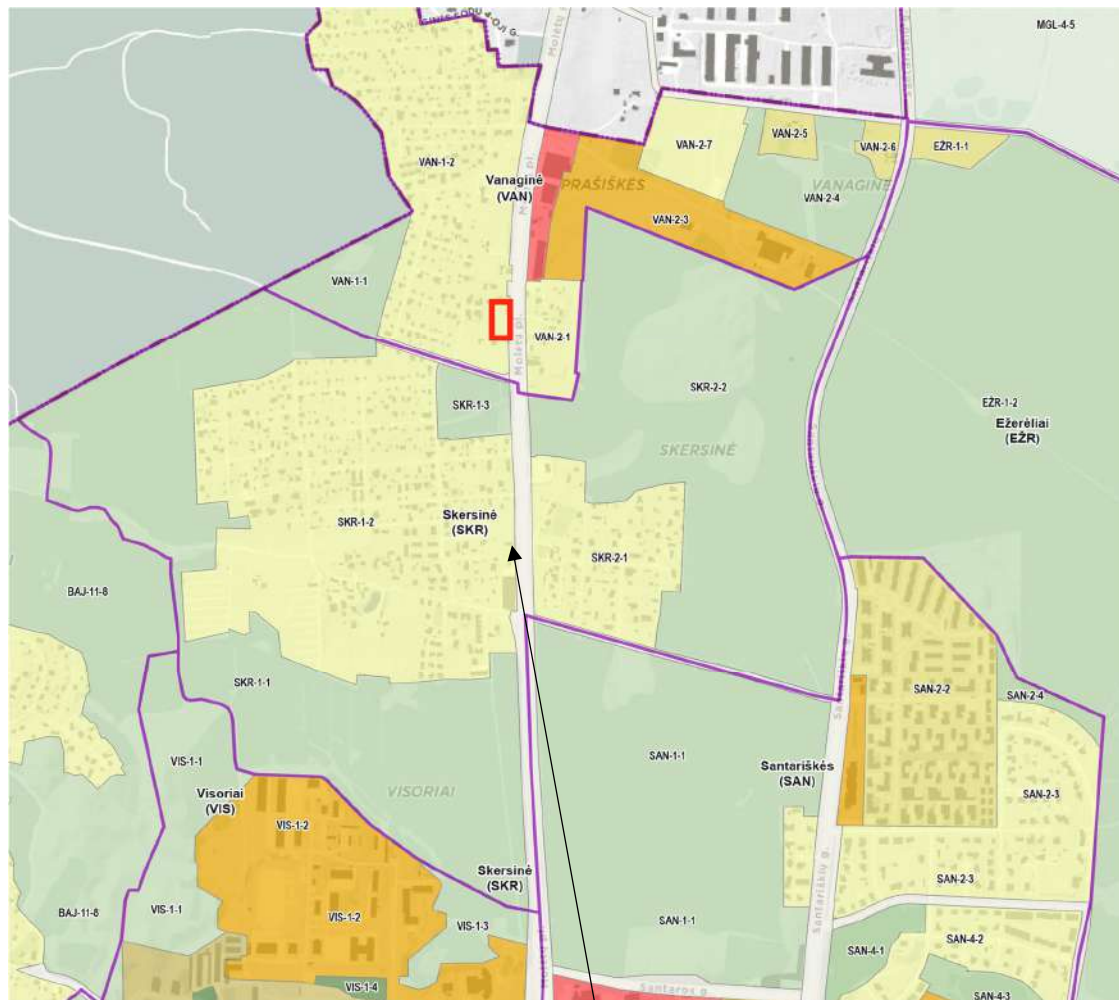 MGL-4-5
VAN-1-2
VAN-2-7
VAN-2-5
VAN-2-6
EŽR-1-1
Vanaginė
(VAN)
PRAŠIŠKĖS
VANAGINĖ
VAN-2-4
VAN-2-3
VAN-1-1
Molėtų pl.
VAN-2-1
SKR-1-3
SKR-2-2
EŽR-1-2
Ežerėliai
(EŽR)
SKERSINĖ
SKR-1-2
Skersinė
(SKR)
SKR-2-1
BAJ-11-8
SKR-1-1
SAN-2-2
SAN-2-4
VIS-1-1
SAN-1-1
Santariškės
(SAN)
Visoriai
(VIS)
VISORIAI
SAN-2-3
VIS-1-2
Skersinė
(SKR)
SAN-2-3
BAJ-11-8
VIS-1-1
VIS-1-2
VIS-1-3
SAN-1-1
Santariškių g.
SAN-4-1
SAN-4-2
VIS-1-4
Santaros g.
SAN-4-3